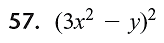 57. (3x² − y)²